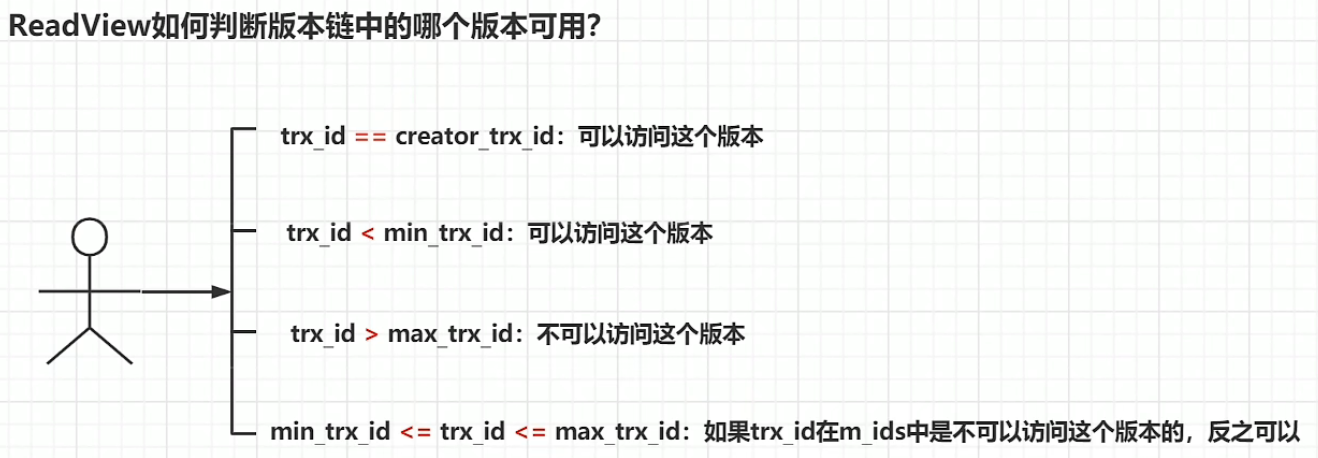 ReadView如何判断版本链中的哪个版本可用？
trx_id == creator_trx_id：可以访问这个版本
trx_id < min_trx_id：可以访问这个版本
trx_id > max_trx_id：不可以访问这个版本
min_trx_id <= trx_id <= max_trx_id：如果trx_id在m_ids中是不可以访问这个版本的，反之可以